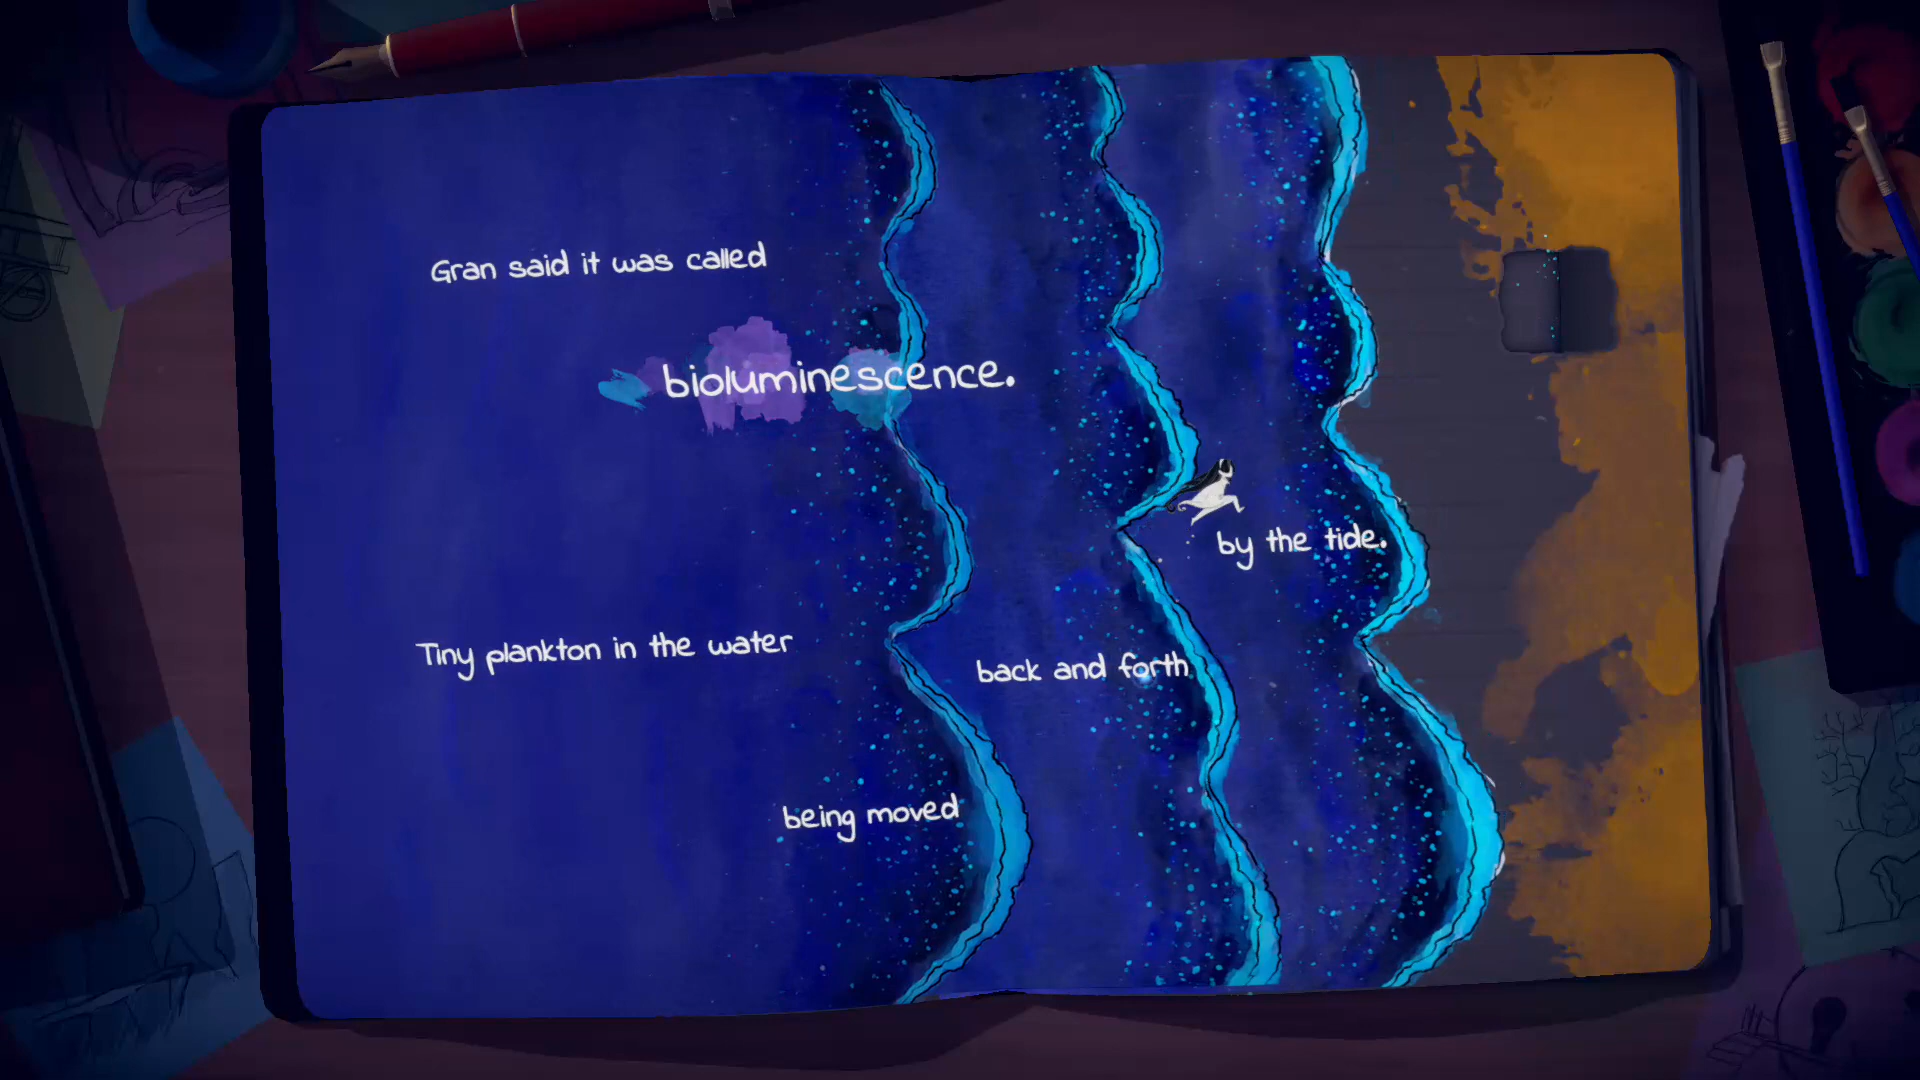 Gran said it was called
bioluminescence.
Tiny plankton in the water
being moved
back and forth
by the tide.